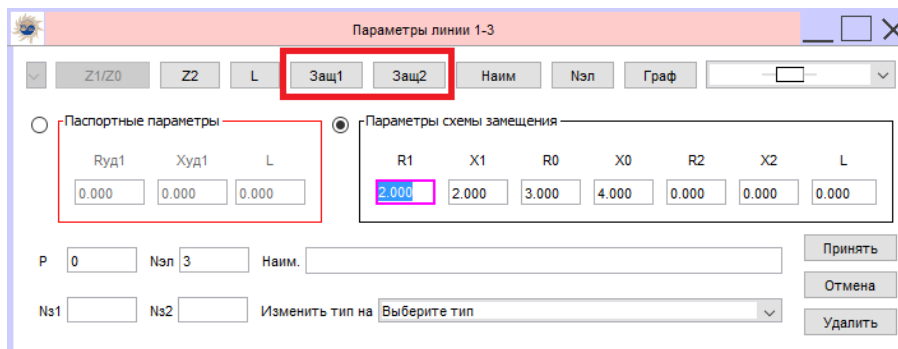 Параметры линии 1-3
Z1/Z0 Z2 L Защ1 Защ2 Наим Nэл Граф
Паспортные параметры Параметры схемы замещения
Rуд1 Xуд1 L R1 X1 R0 X0 R2 X2 L
0.000 0.000 0.000 2.000 2.000 3.000 4.000 0.000 0.000 0.000
P 0 Nэл 3 Наим. Принять
Отмена
Nз1 Nз2 Изменить тип на Выберите тип
Удалить